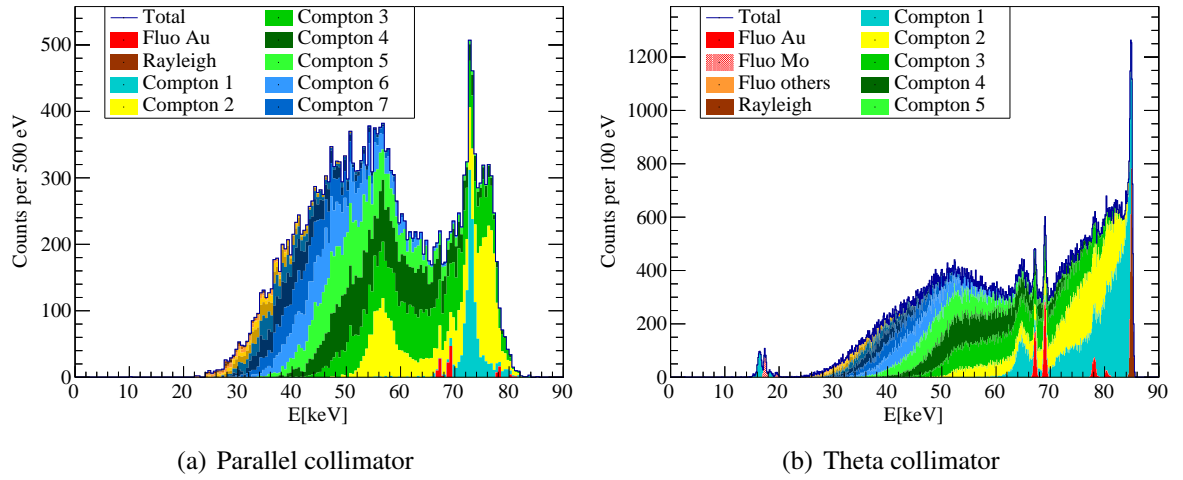 Total
Fluo Au
Rayleigh
Compton 1
Compton 2
Compton 3
Compton 4
Compton 5
Compton 6
Compton 7
Counts per 500 eV
500
400
300
200
100
0
0 10 20 30 40 50 60 70 80 90
E[keV]
(a) Parallel collimator
Total
Fluo Au
Fluo Mo
Fluo others
Rayleigh
Compton 1
Compton 2
Compton 3
Compton 4
Compton 5
Counts per 100 eV
1200
1000
800
600
400
200
0
0 10 20 30 40 50 60 70 80 90
E[keV]
(b) Theta collimator